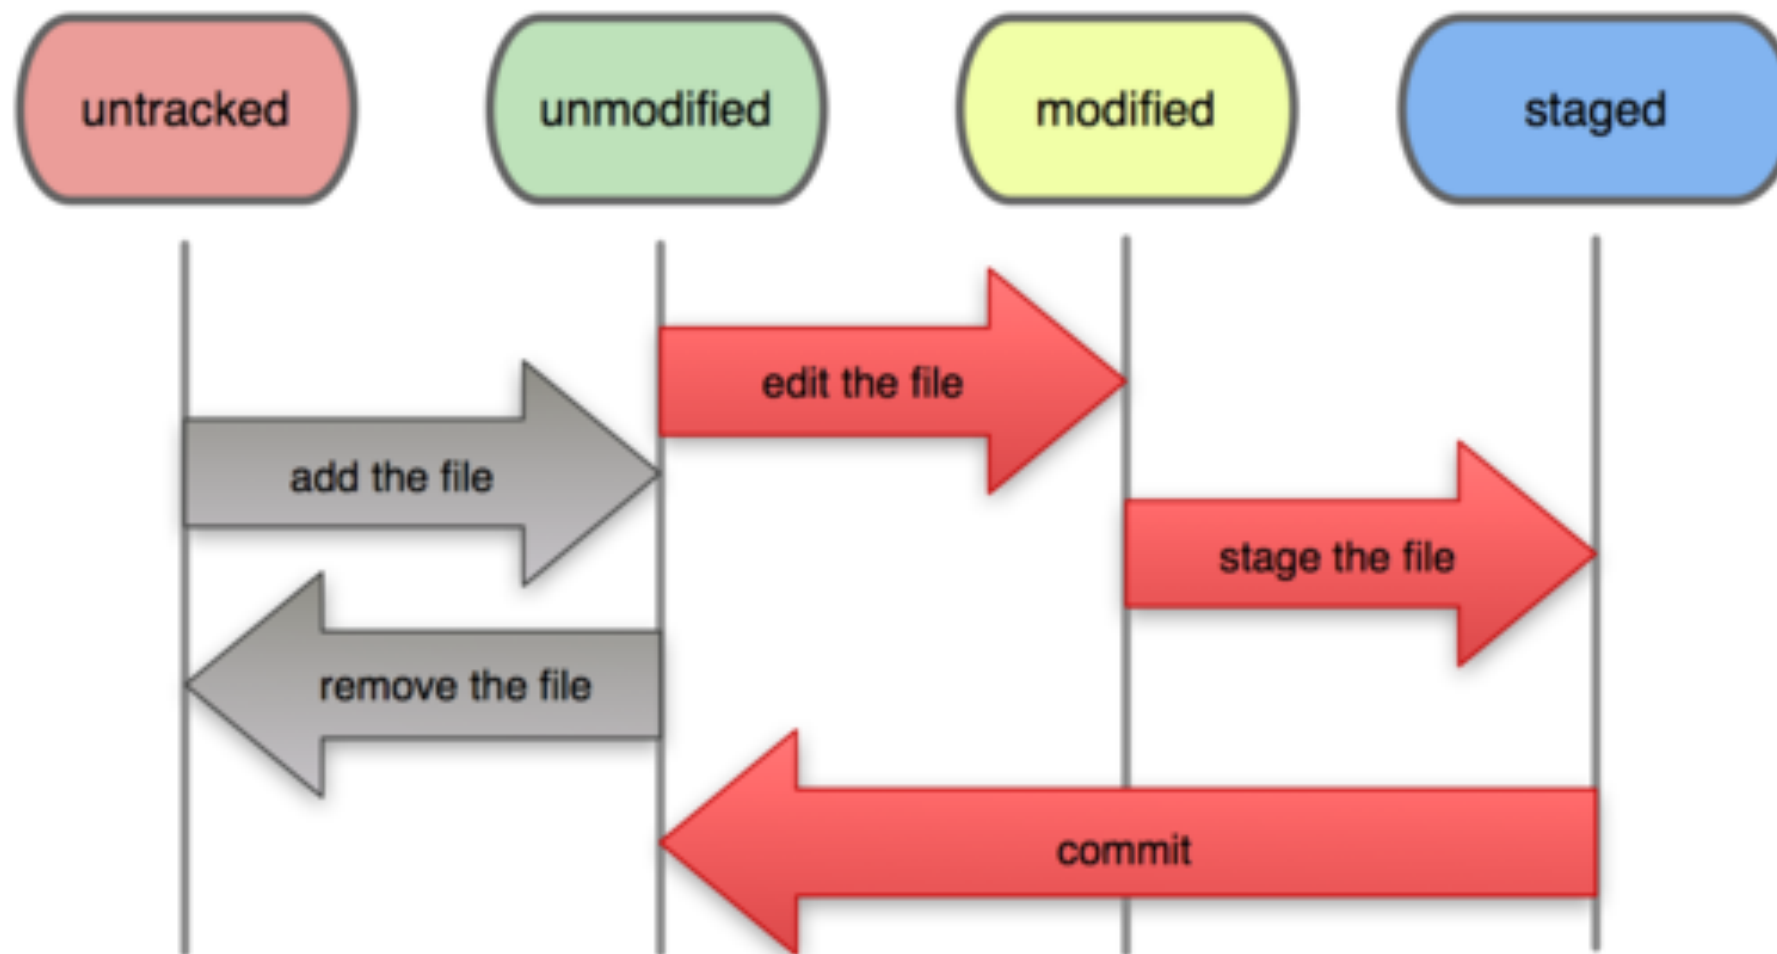 untracked
unmodified
modified
staged
edit the file
add the file
stage the file
remove the file
commit